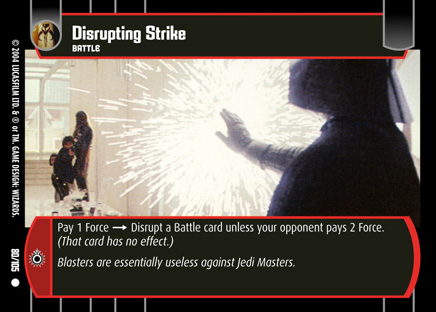 Disrupting Strike
BATTLE
© 2004 LUCASFILM LTD. & ® or TM. GAME DESIGN: WIZARDS.
Pay 1 Force → Disrupt a Battle card unless your opponent pays 2 Force.
(That card has no effect.)
Blasters are essentially useless against Jedi Masters.
80/105